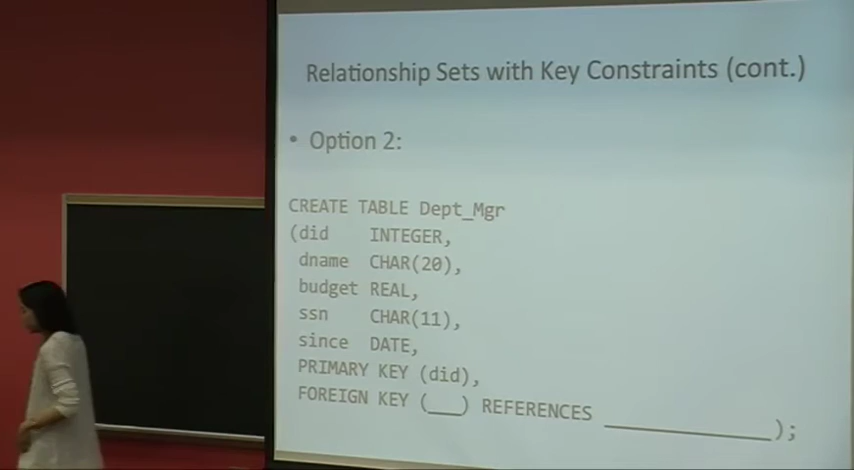 Relationship Sets with Key Constraints (cont.)
• Option 2:
CREATE TABLE Dept_Mgr
(did INTEGER,
dname CHAR(20),
budget REAL,
ssn CHAR(11),
since DATE,
PRIMARY KEY (did),
FOREIGN KEY (___) REFERENCES ______________);